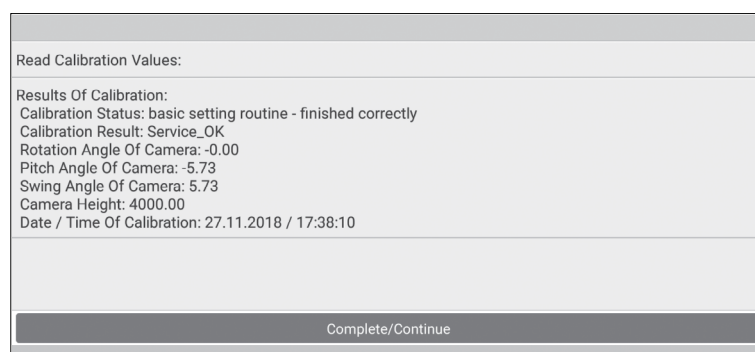 Read Calibration Values:
Results Of Calibration:
Calibration Status: basic setting routine - finished correctly
Calibration Result: Service_OK
Rotation Angle Of Camera: -0.00
Pitch Angle Of Camera: -5.73
Swing Angle Of Camera: 5.73
Camera Height: 4000.00
Date / Time Of Calibration: 27.11.2018 / 17:38:10
Complete/Continue